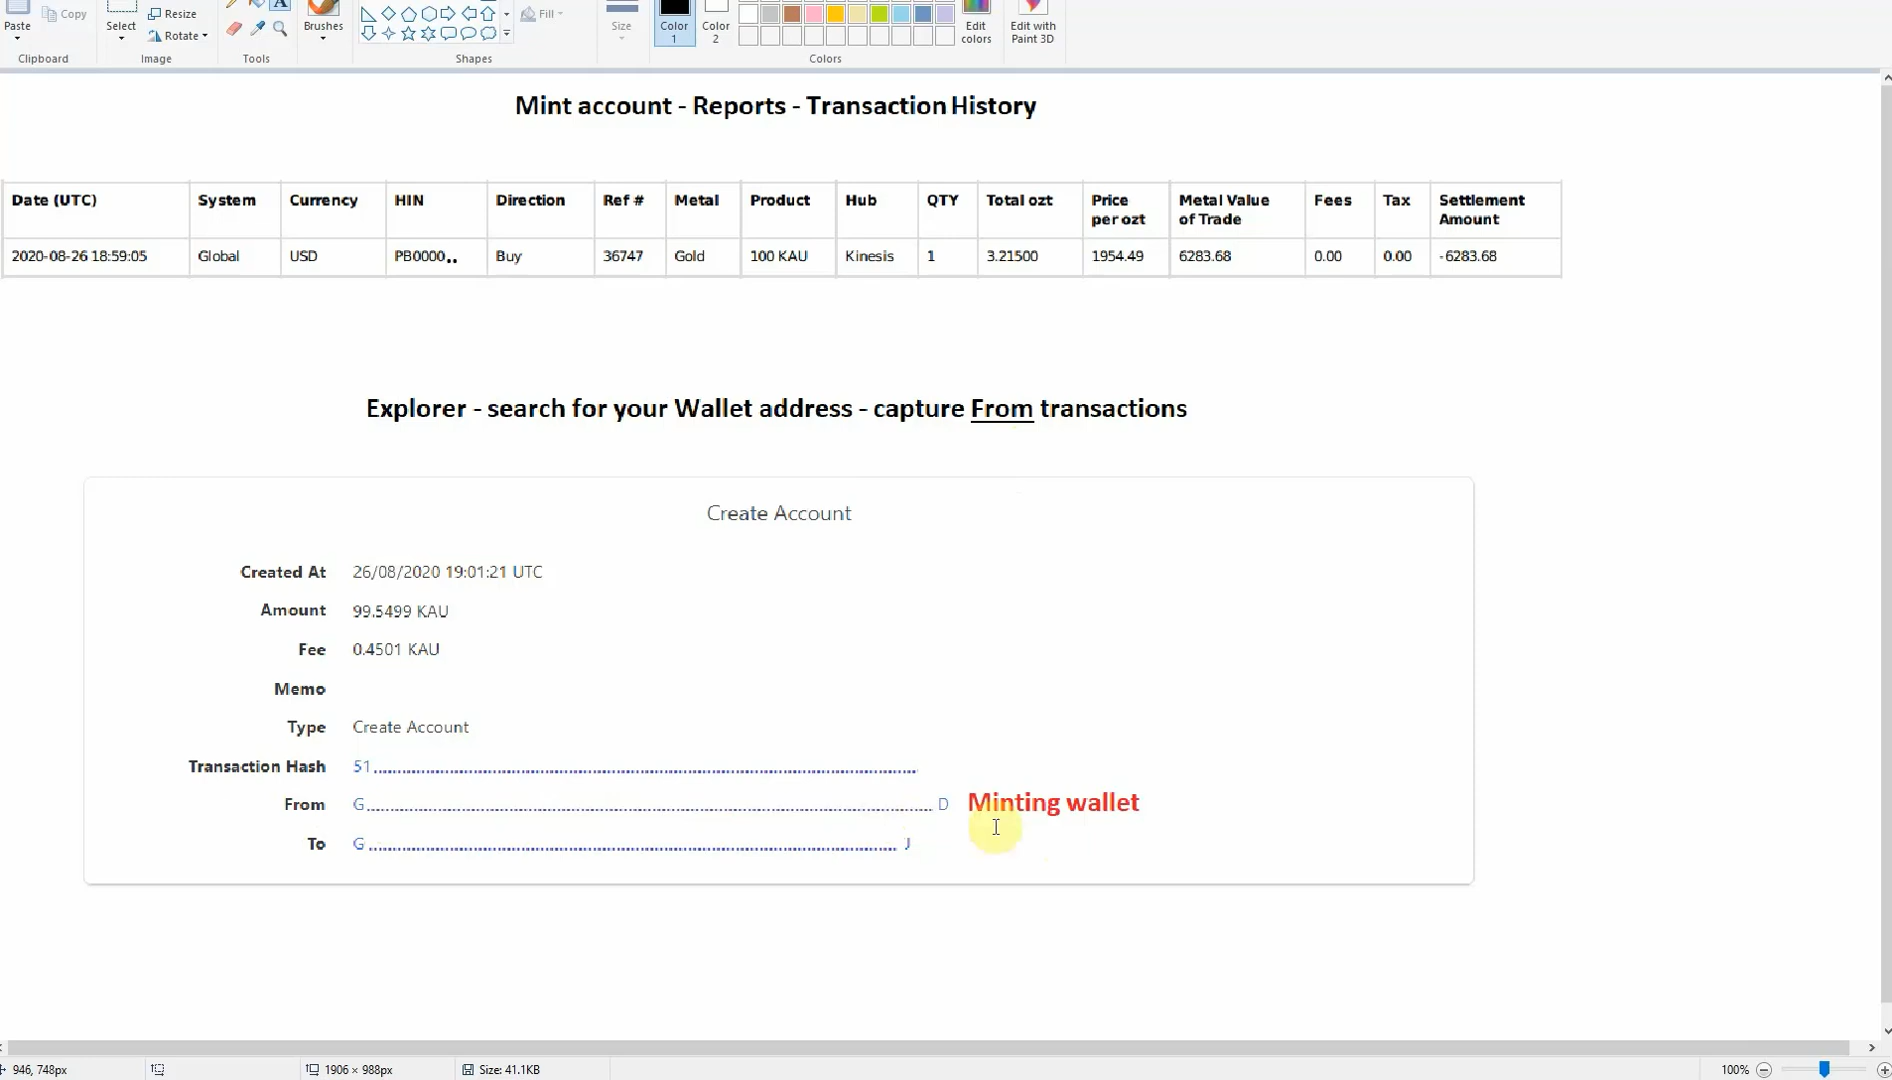 Paste
Copy
Select
Resize
Rotate
A
Brushes
Fill
Size
Color
1
Color
2
Edit
colors
Edit with
Paint 3D
Clipboard
Image
Tools
Shapes
Colors
Mint account - Reports - Transaction History
Date (UTC) System Currency HIN Direction Ref # Metal Product Hub QTY Total ozt Price per ozt Metal Value of Trade Fees Tax Settlement Amount
2020-08-26 18:59:05 Global USD PB0000.. Buy 36747 Gold 100 KAU Kinesis 1 3.21500 1954.49 6283.68 0.00 0.00 -6283.68
Explorer - search for your Wallet address - capture From transactions
Create Account
Created At 26/08/2020 19:01:21 UTC
Amount 99.5499 KAU
Fee 0.4501 KAU
Memo
Type Create Account
Transaction Hash 51
From G D Minting wallet
To G J
946, 748px 1906 × 988px Size: 41.1KB 100%